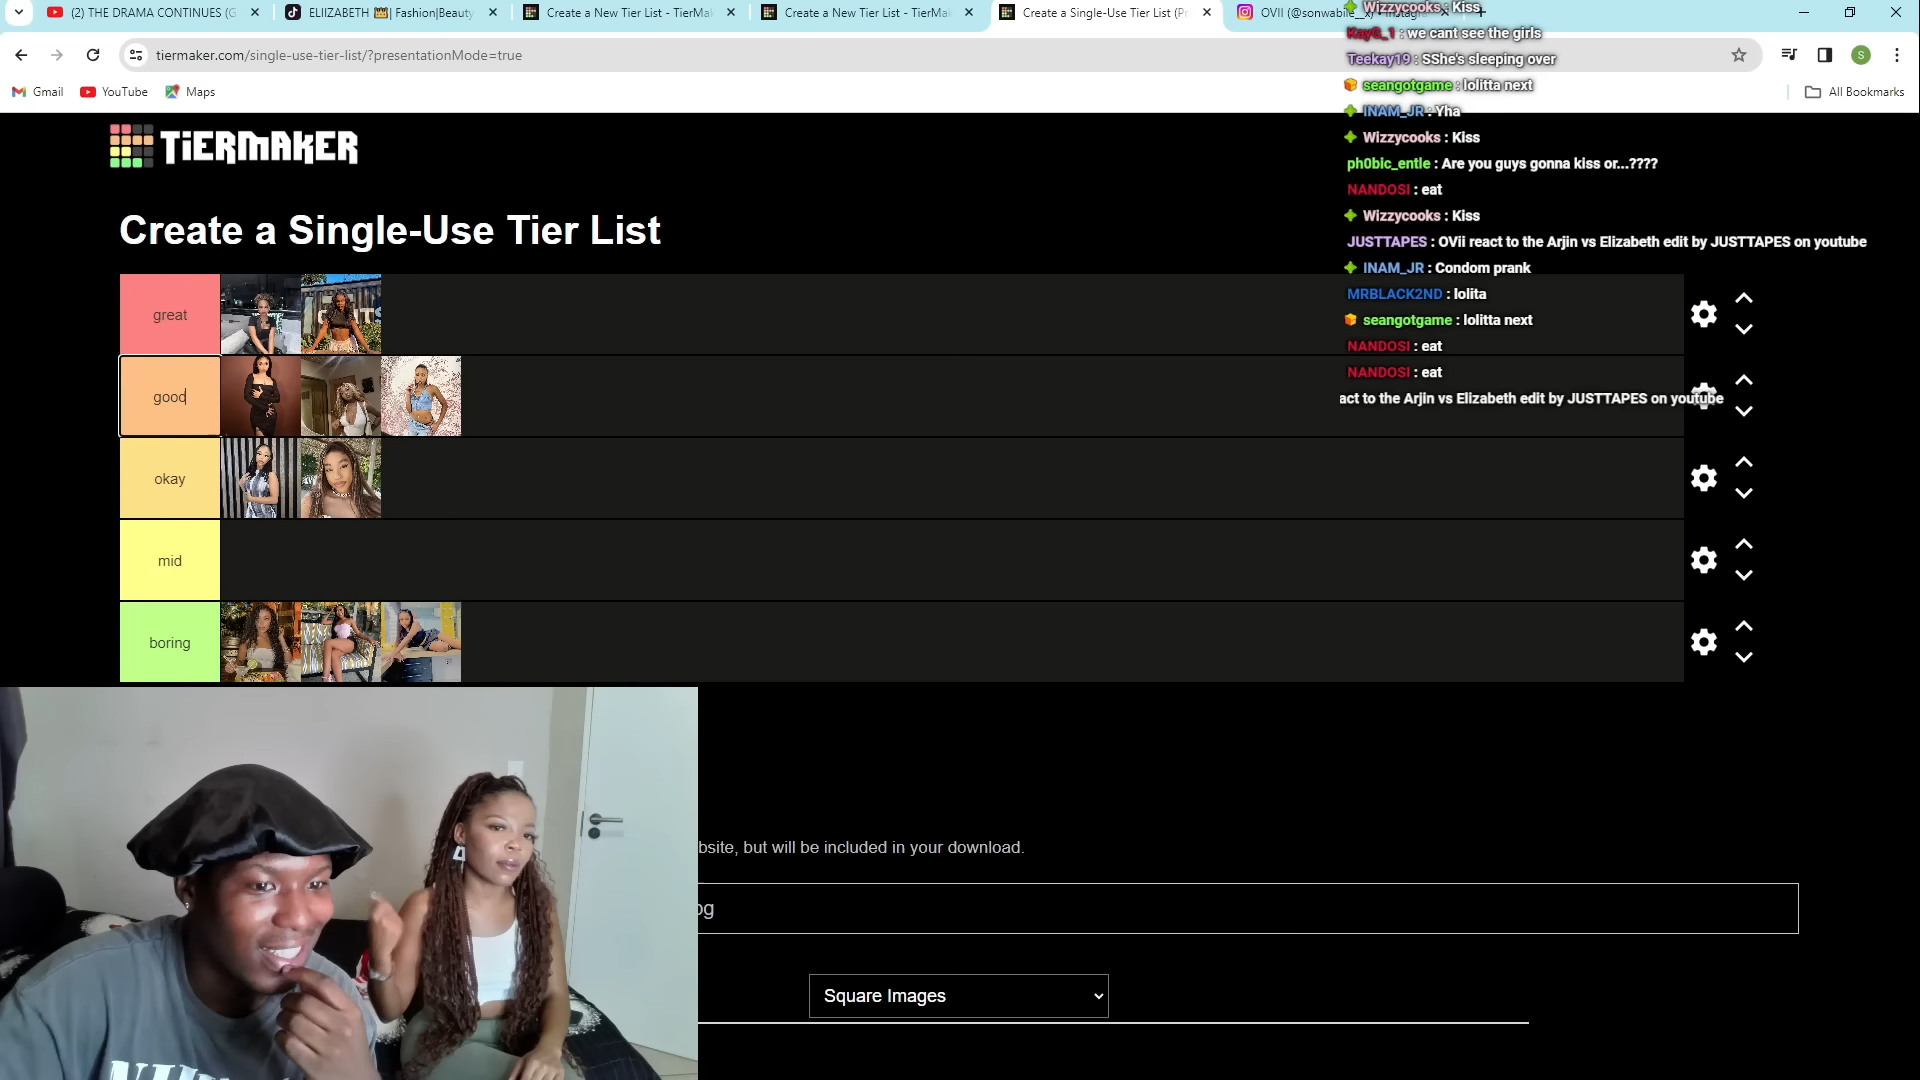 (2) THE DRAMA CONTINUES (G
ELIIZABETH 👑| Fashion|Beauty
Create a New Tier List - TierMa
Create a New Tier List - TierMa
Create a Single-Use Tier List (Pr
OVII (@sonwabile__x)
tiermaker.com/single-use-tier-list/?presentationMode=true
S
Gmail
YouTube
Maps
All Bookmarks
TIERMAKER
Create a Single-Use Tier List
great
good
okay
mid
boring
Wizzycooks : Kiss
KayG_1 : we cant see the girls
Teekay19 : SShe's sleeping over
seangotgame : lolitta next
INAM_JR : Yha
Wizzycooks : Kiss
ph0bic_entle : Are you guys gonna kiss or...????
NANDOSI : eat
Wizzycooks : Kiss
JUSTTAPES : OVii react to the Arjin vs Elizabeth edit by JUSTTAPES on youtube
INAM_JR : Condom prank
MRBLACK2ND : lolita
seangotgame : lolitta next
NANDOSI : eat
NANDOSI : eat
act to the Arjin vs Elizabeth edit by JUSTTAPES on youtube
bsite, but will be included in your download.
og
Square Images